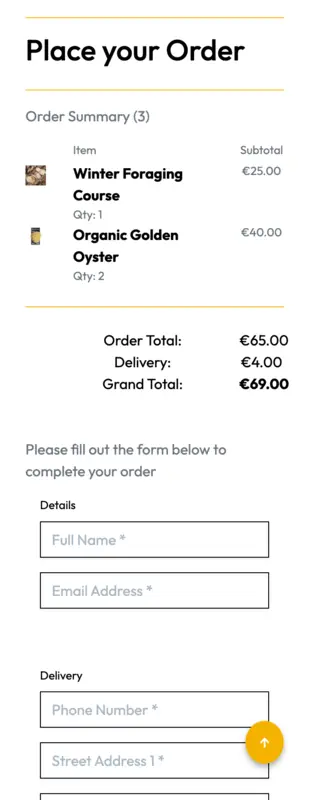 Place your Order
Order Summary (3)
Item Subtotal
Winter Foraging €25.00
Course
Qty: 1
Organic Golden €40.00
Oyster
Qty: 2
Order Total: €65.00
Delivery: €4.00
Grand Total: €69.00
Please fill out the form below to
complete your order
Details
Full Name *
Email Address *
Delivery
Phone Number *
Street Address 1 *